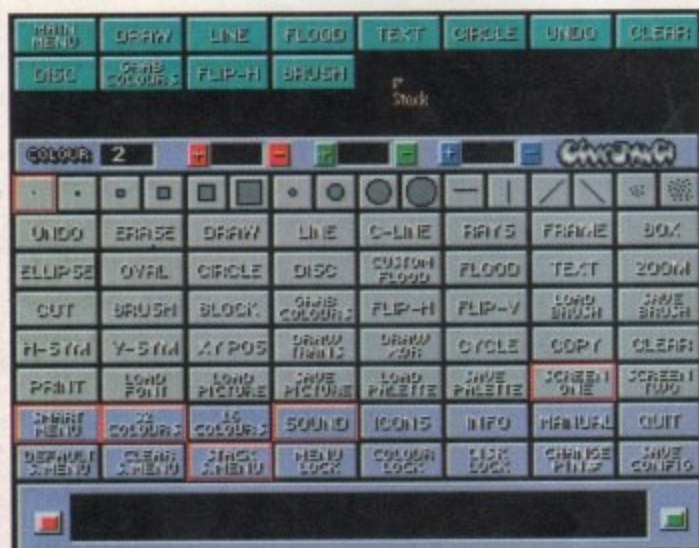 MAIN MENU DRAW LINE FLOOD TEXT CIRCLE UNDO CLEAR
DISC GRAB COLOURS FLIP-H BRUSH
Stack
COLOUR 2 + - + - + -
UNDO ERASE DRAW LINE C-LINE RAYS FRAME BOX
ELLIPSE OVAL CIRCLE DISC CUSTOM FLOOD FLOOD TEXT ZOOM
CUT BRUSH BLOCK GRAB COLOURS FLIP-H FLIP-V LOAD BRUSH SAVE BRUSH
H-SYM Y-SYM XY POS DRAW TRANS DRAW XOR CYCLE COPY CLEAR
PRINT LOAD FONT LOAD PICTURE SAVE PICTURE LOAD PALETTE SAVE PALETTE SCREEN ONE SCREEN TWO
SMART MENU 32 COLOURS 16 COLOURS SOUND ICONS INFO MANUAL QUIT
DEFAULT S.MENU CLEAR S.MENU STACK S.MENU MENU LOCK COLOUR LOCK DISK LOCK CHANGE PIN# SAVE CONFIG